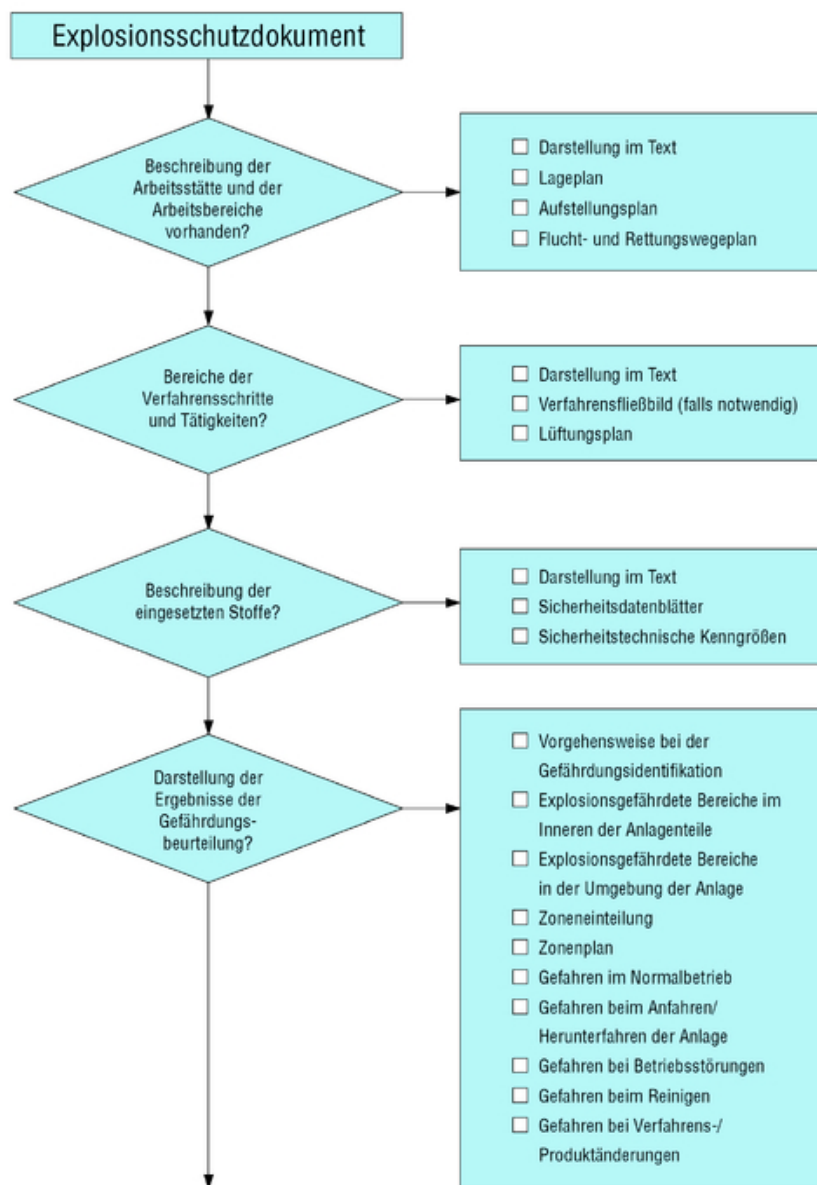 Explosionsschutzdokument
Beschreibung der
Arbeitsstätte und der
Arbeitsbereiche
vorhanden?
Darstellung im Text
Lageplan
Aufstellungsplan
Flucht- und Rettungswegeplan
Bereiche der
Verfahrensschritte
und Tätigkeiten?
Darstellung im Text
Verfahrensfließbild (falls notwendig)
Lüftungsplan
Beschreibung der
eingesetzten Stoffe?
Darstellung im Text
Sicherheitsdatenblätter
Sicherheitstechnische Kenngrößen
Darstellung der
Ergebnisse der
Gefährdungs-
beurteilung?
Vorgehensweise bei der
Gefährdungsidentifikation
Explosionsgefährdete Bereiche im
Inneren der Anlagenteile
Explosionsgefährdete Bereiche
in der Umgebung der Anlage
Zoneneinteilung
Zonenplan
Gefahren im Normalbetrieb
Gefahren beim Anfahren/
Herunterfahren der Anlage
Gefahren bei Betriebsstörungen
Gefahren beim Reinigen
Gefahren bei Verfahrens-/
Produktänderungen